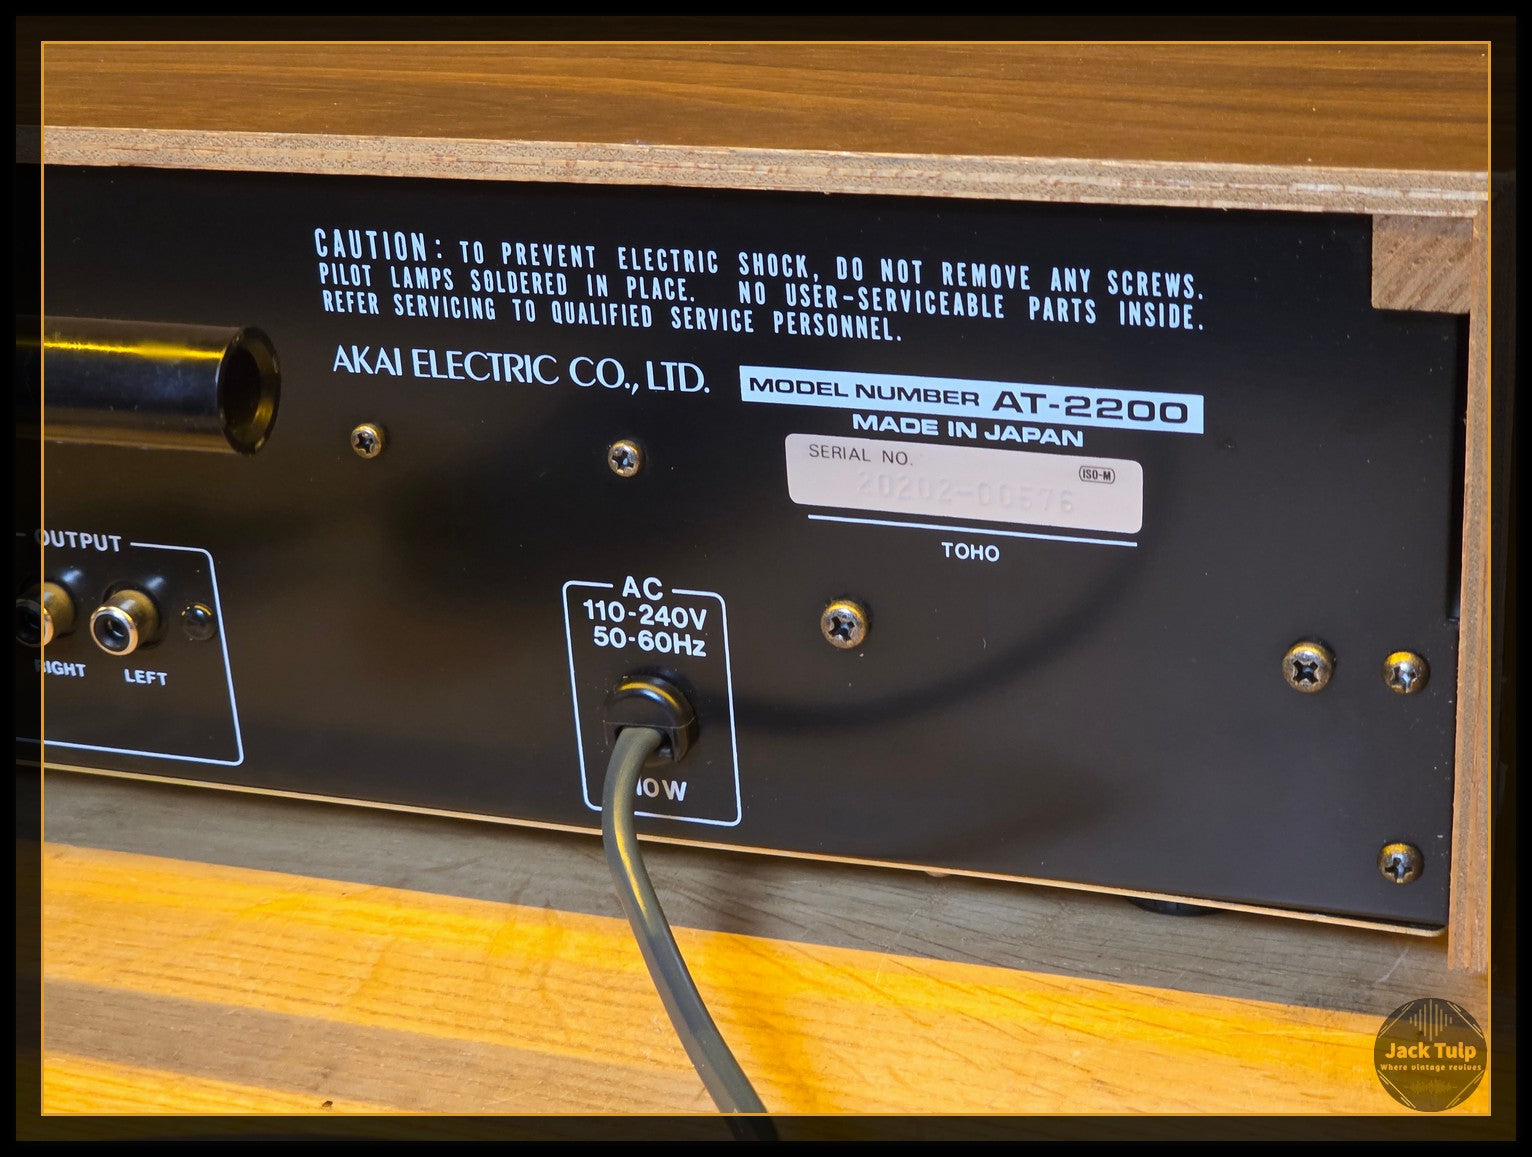 CAUTION: TO PREVENT ELECTRIC SHOCK, DO NOT REMOVE ANY SCREWS.
PILOT LAMPS SOLDERED IN PLACE. NO USER-SERVICEABLE PARTS INSIDE.
REFER SERVICING TO QUALIFIED SERVICE PERSONNEL.
AKAI ELECTRIC CO., LTD.
MODEL NUMBER AT-2200
MADE IN JAPAN
SERIAL NO.
ISO-M
20202-00576
TOHO
OUTPUT
RIGHT
LEFT
AC
110-240V
50-60Hz
10W
Jack Tulp
Where vintage revives